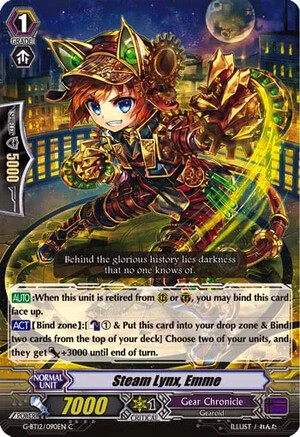 1
GRADE
SHIELD
5000
Behind the glorious history lies darkness
that no one knows of.
AUTO:When this unit is retired from or , you may bind this card
face up.
ACT [Bind zone]:[ ① & Put this card into your drop zone & Bind
two cards from the top of your deck] Choose two of your units, and
they get +3000 until end of turn.
NORMAL
UNIT
Steam Lynx, Emme
POWER
7000
1
CRITICAL
Gear Chronicle
Gearoid
G-BT12/090EN C
ILLUST / れんた